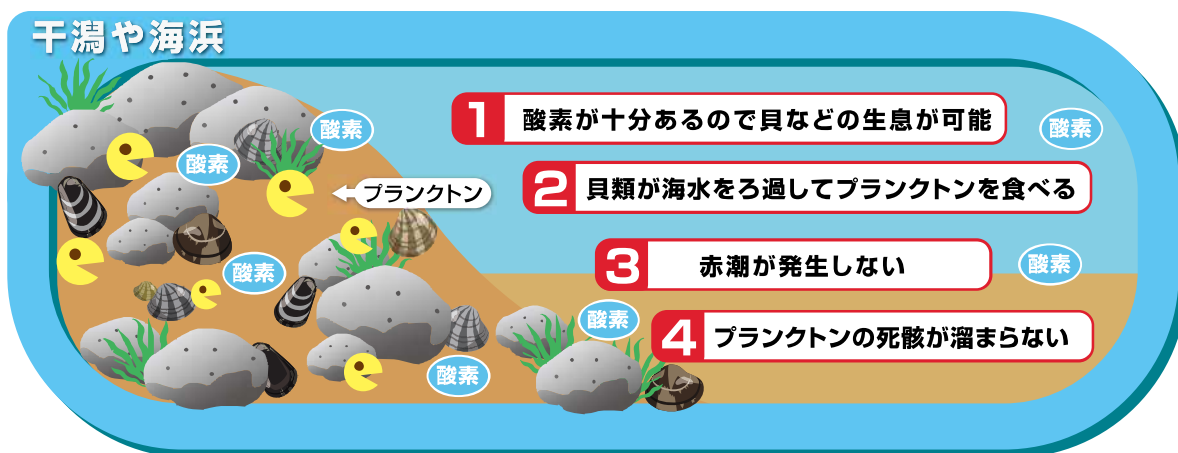 干潟や海浜
1 酸素が十分あるので貝などの生息が可能
2 貝類が海水をろ過してプランクトンを食べる
3 赤潮が発生しない
4 プランクトンの死骸が溜まらない
プランクトン
酸素
酸素
酸素
酸素
酸素
酸素
酸素